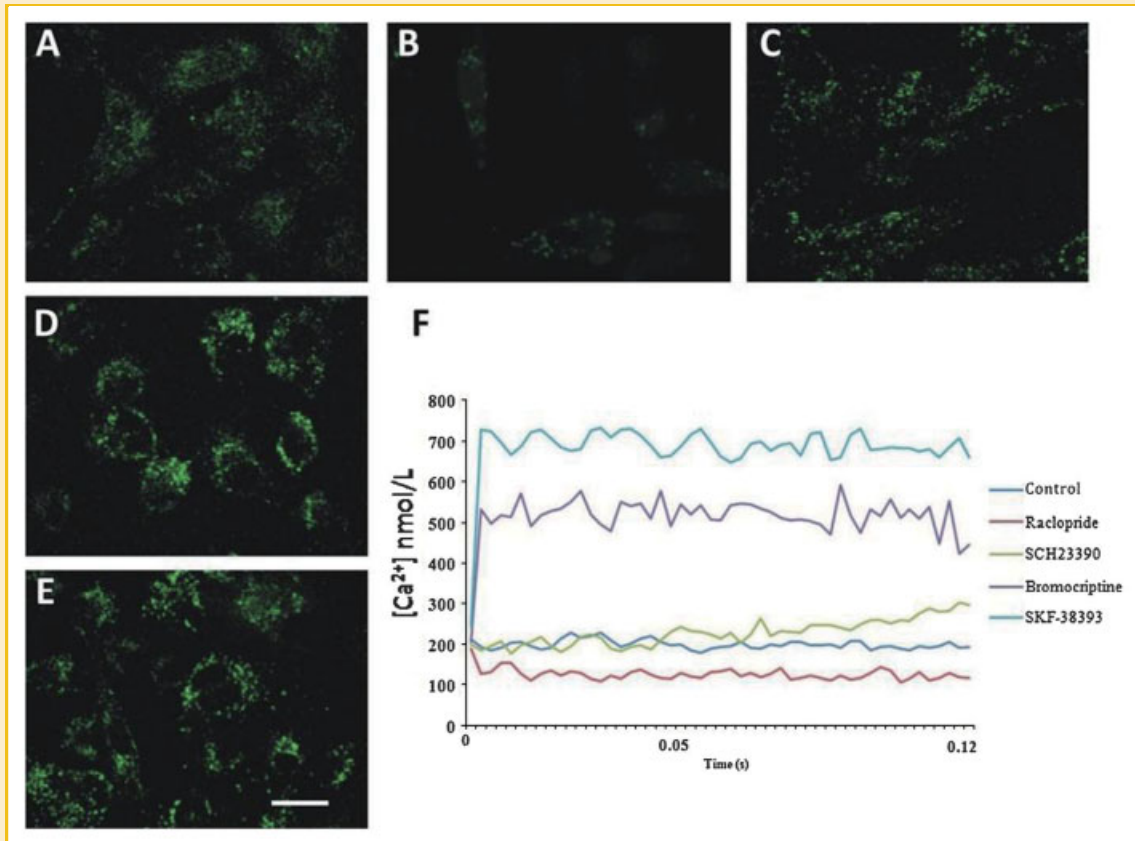 A
B
C
D
E
F
[Ca²⁺] nmol/L
800
700
600
500
400
300
200
100
0
0
0.05
0.12
Time (s)
Control
Raclopride
SCH23390
Bromocriptine
SKF-38393